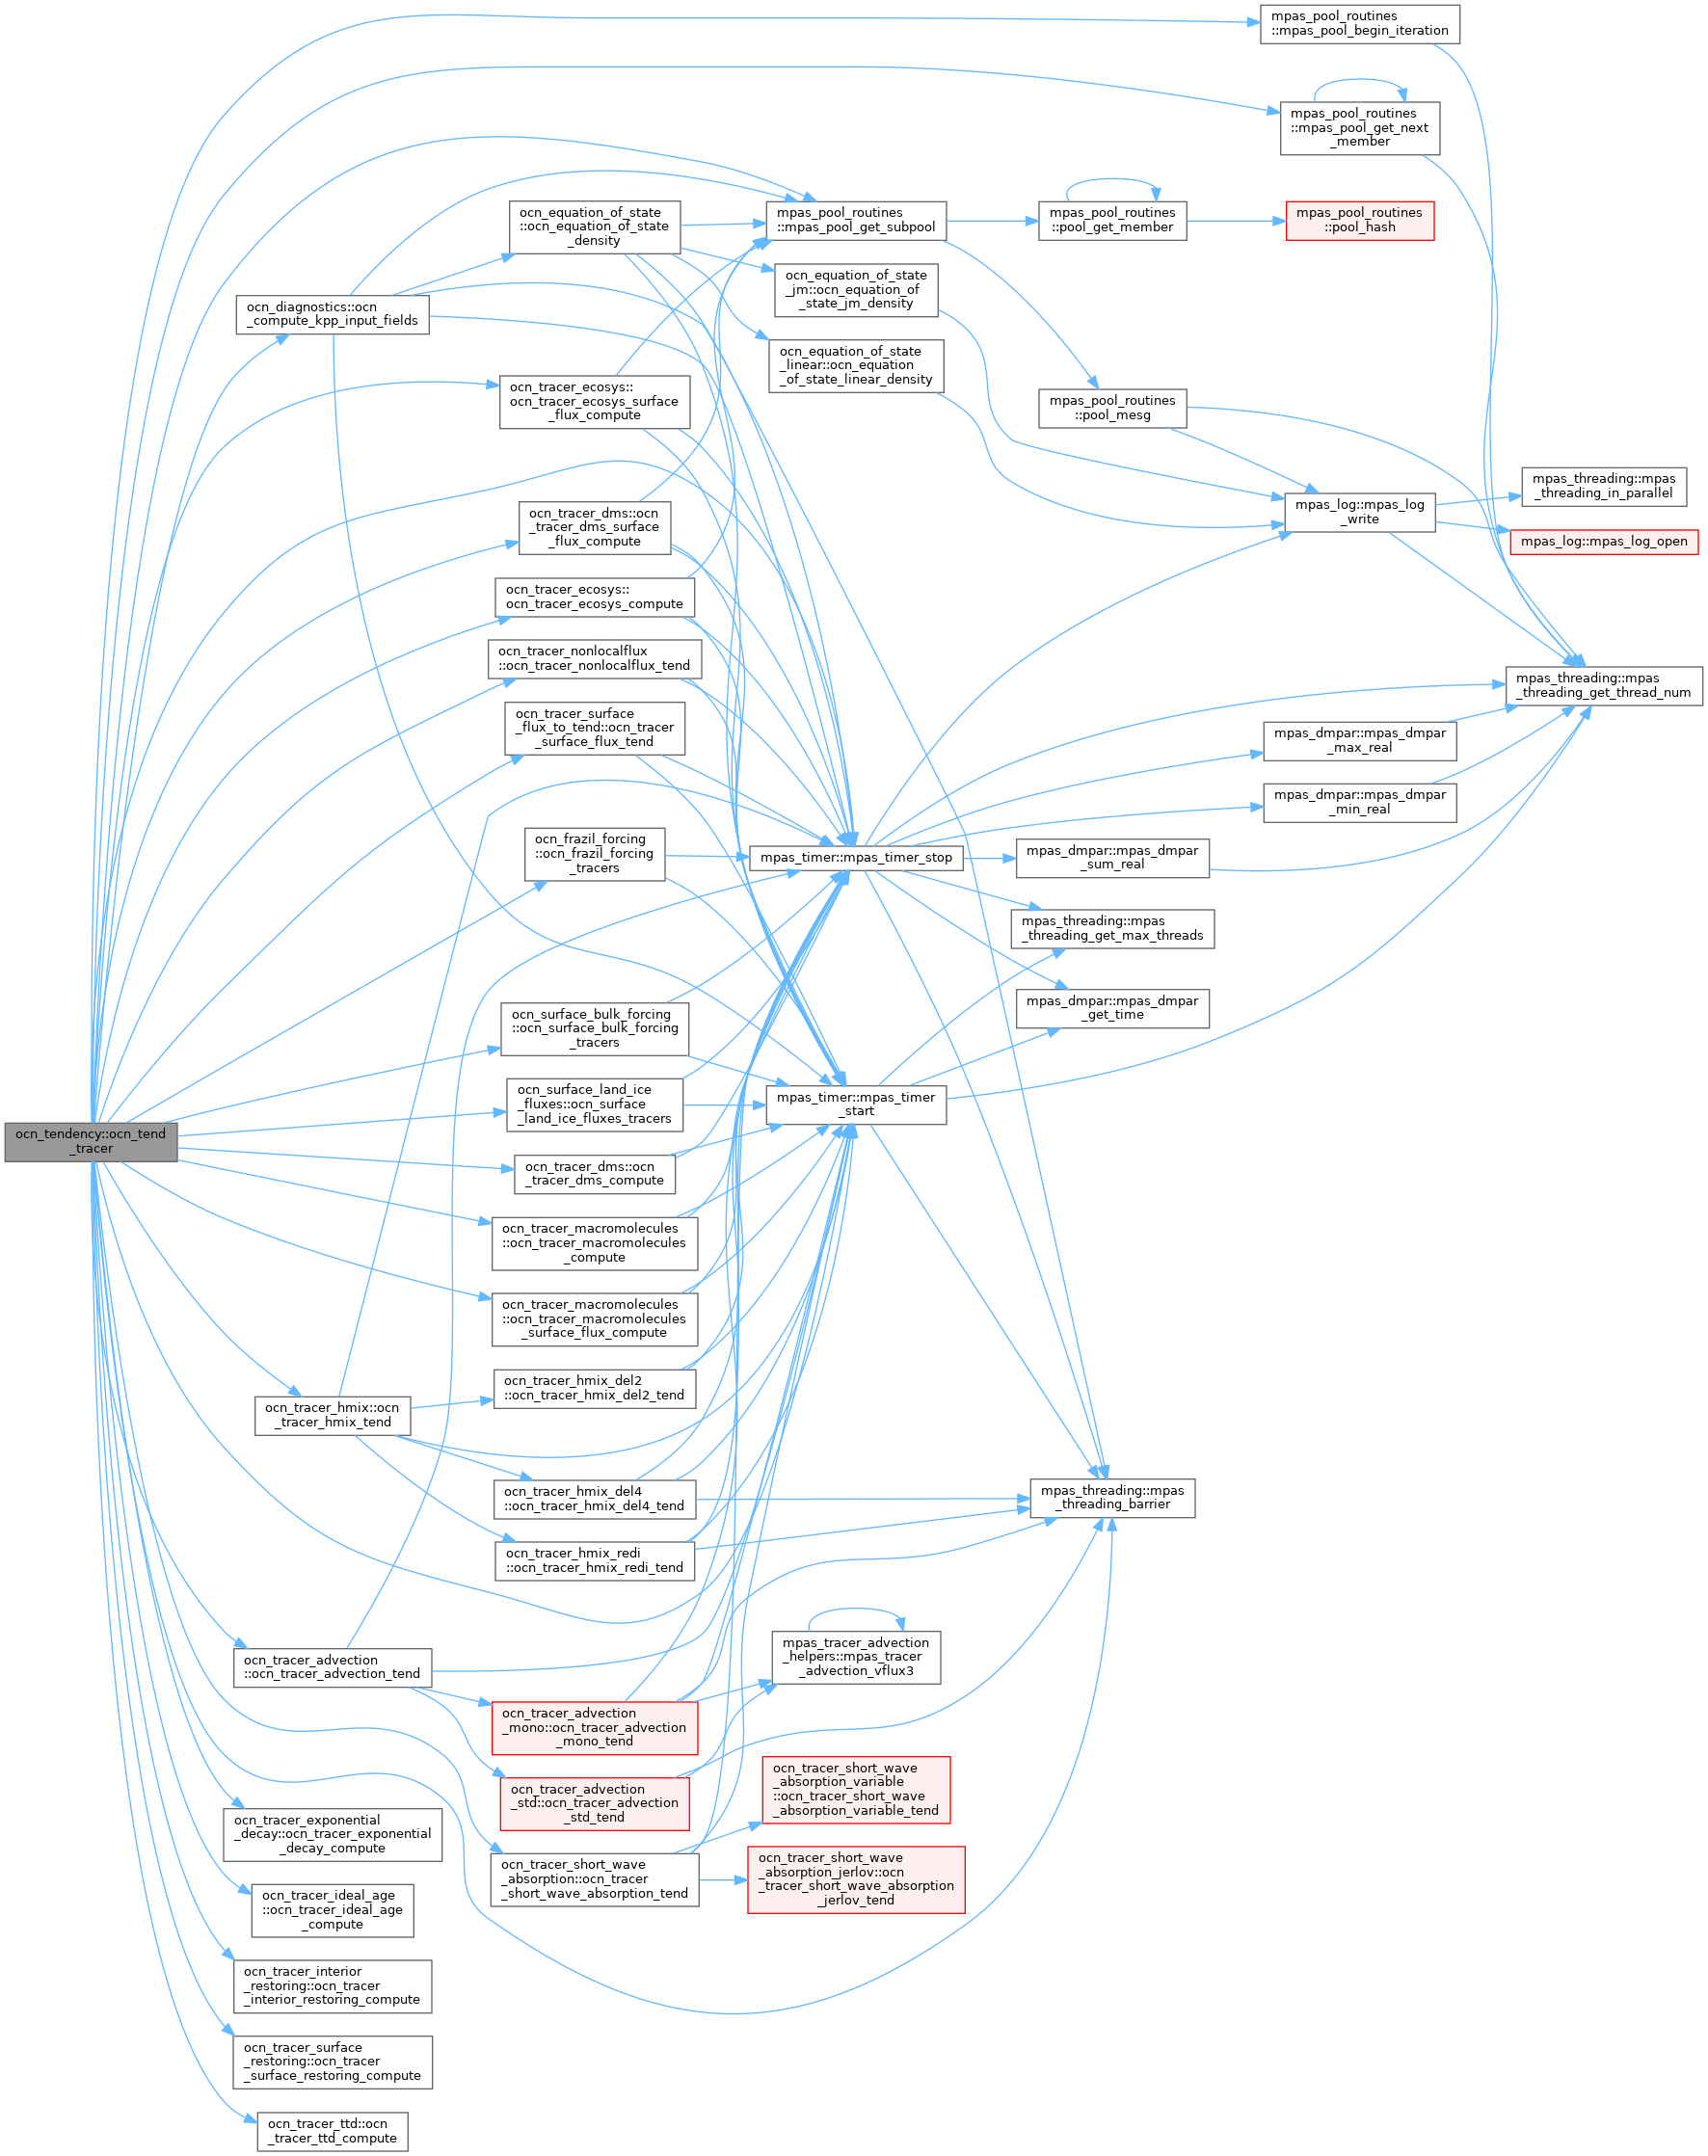 mpas_pool_routines
::mpas_pool_begin_iteration
mpas_pool_routines
::mpas_pool_get_next
_member
ocn_equation_of_state
::ocn_equation_of_state
_density
mpas_pool_routines
::mpas_pool_get_subpool
mpas_pool_routines
::pool_get_member
mpas_pool_routines
::pool_hash
ocn_equation_of_state
_jm::ocn_equation_of
_state_jm_density
ocn_diagnostics::ocn
_compute_kpp_input_fields
ocn_equation_of_state
_linear::ocn_equation
_of_state_linear_density
ocn_tracer_ecosys::
ocn_tracer_ecosys_surface
_flux_compute
mpas_pool_routines
::pool_mesg
mpas_threading::mpas
_threading_in_parallel
mpas_log::mpas_log
_write
mpas_log::mpas_log_open
ocn_tracer_dms::ocn
_tracer_dms_surface
_flux_compute
ocn_tracer_ecosys::
ocn_tracer_ecosys_compute
ocn_tracer_nonlocalflux
::ocn_tracer_nonlocalflux_tend
mpas_threading::mpas
_threading_get_thread_num
ocn_tracer_surface
_flux_to_tend::ocn_tracer
_surface_flux_tend
mpas_dmpar::mpas_dmpar
_max_real
mpas_dmpar::mpas_dmpar
_min_real
ocn_frazil_forcing
::ocn_frazil_forcing
_tracers
mpas_timer::mpas_timer_stop
mpas_dmpar::mpas_dmpar
_sum_real
mpas_threading::mpas
_threading_get_max_threads
mpas_dmpar::mpas_dmpar
_get_time
ocn_surface_bulk_forcing
::ocn_surface_bulk_forcing
_tracers
ocn_surface_land_ice
_fluxes::ocn_surface
_land_ice_fluxes_tracers
mpas_timer::mpas_timer
_start
ocn_tendency::ocn_tend
_tracer
ocn_tracer_dms::ocn
_tracer_dms_compute
ocn_tracer_macromolecules
::ocn_tracer_macromolecules
_compute
ocn_tracer_macromolecules
::ocn_tracer_macromolecules
_surface_flux_compute
ocn_tracer_hmix_del2
::ocn_tracer_hmix_del2_tend
ocn_tracer_hmix::ocn
_tracer_hmix_tend
ocn_tracer_hmix_del4
::ocn_tracer_hmix_del4_tend
mpas_threading::mpas
_threading_barrier
ocn_tracer_hmix_redi
::ocn_tracer_hmix_redi_tend
ocn_tracer_advection
::ocn_tracer_advection_tend
mpas_tracer_advection
_helpers::mpas_tracer
_advection_vflux3
ocn_tracer_advection
_mono::ocn_tracer_advection
_mono_tend
ocn_tracer_advection
_std::ocn_tracer_advection
_std_tend
ocn_tracer_short_wave
_absorption_variable
::ocn_tracer_short_wave
_absorption_variable_tend
ocn_tracer_exponential
_decay::ocn_tracer_exponential
_decay_compute
ocn_tracer_short_wave
_absorption::ocn_tracer
_short_wave_absorption_tend
ocn_tracer_short_wave
_absorption_jerlov::ocn
_tracer_short_wave_absorption
_jerlov_tend
ocn_tracer_ideal_age
::ocn_tracer_ideal_age
_compute
ocn_tracer_interior
_restoring::ocn_tracer
_interior_restoring_compute
ocn_tracer_surface
_restoring::ocn_tracer
_surface_restoring_compute
ocn_tracer_ttd::ocn
_tracer_ttd_compute